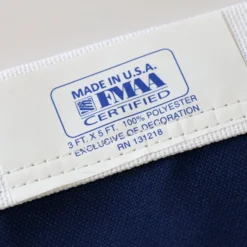 MADE IN U.S.A.
FMAA
CERTIFIED
3 FT. X 5 FT. 100% POLYESTER
EXCLUSIVE OF DECORATION
RN 131218